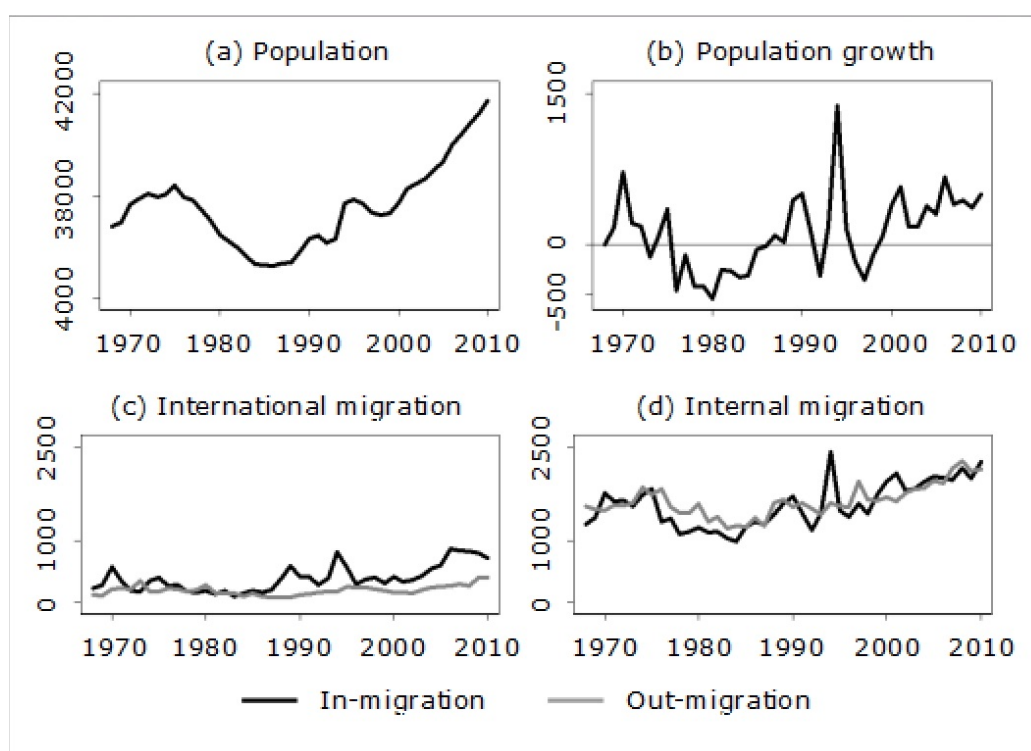 (a) Population
42000
38000
4000
1970 1980 1990 2000 2010
(b) Population growth
1500
0
-500
1970 1980 1990 2000 2010
(c) International migration
2500
1000
0
1970 1980 1990 2000 2010
(d) Internal migration
2500
1000
0
1970 1980 1990 2000 2010
In-migration
Out-migration